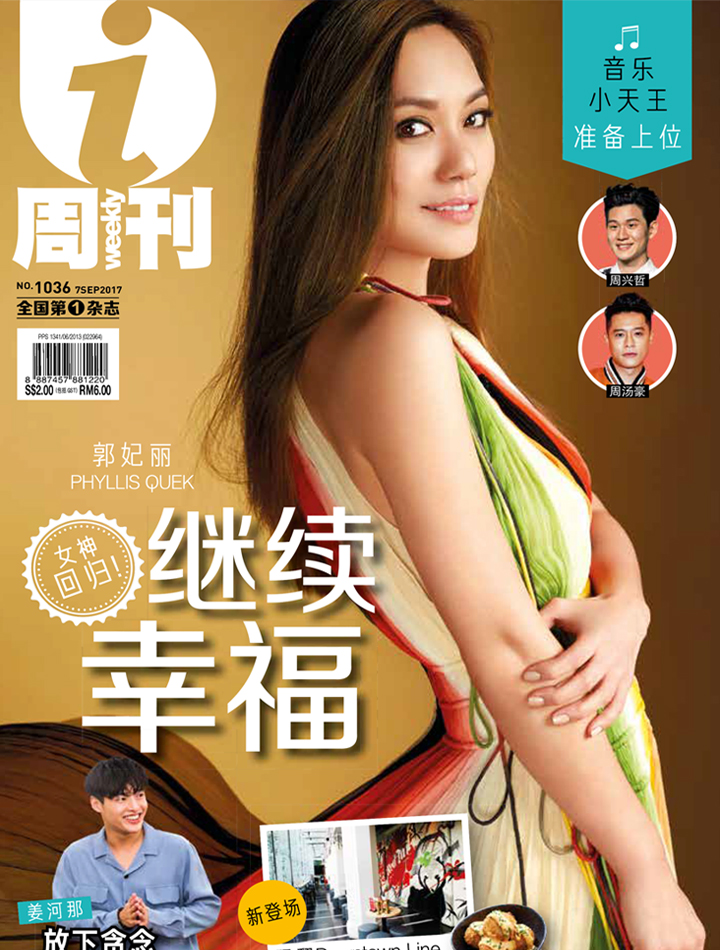 i
周刊
weekly
NO. 1036 7SEP2017
全国第1杂志
PPS 1341/06/2013 (022964)
8 887457 881220
S$2.00 (包括 GST) RM6.00
音乐
小天王
准备上位
周兴哲
周汤豪
郭妃丽
PHYLLIS QUEK
女神
回归!
继续
幸福
姜河那
放下贪念
新登场
Downtown Line